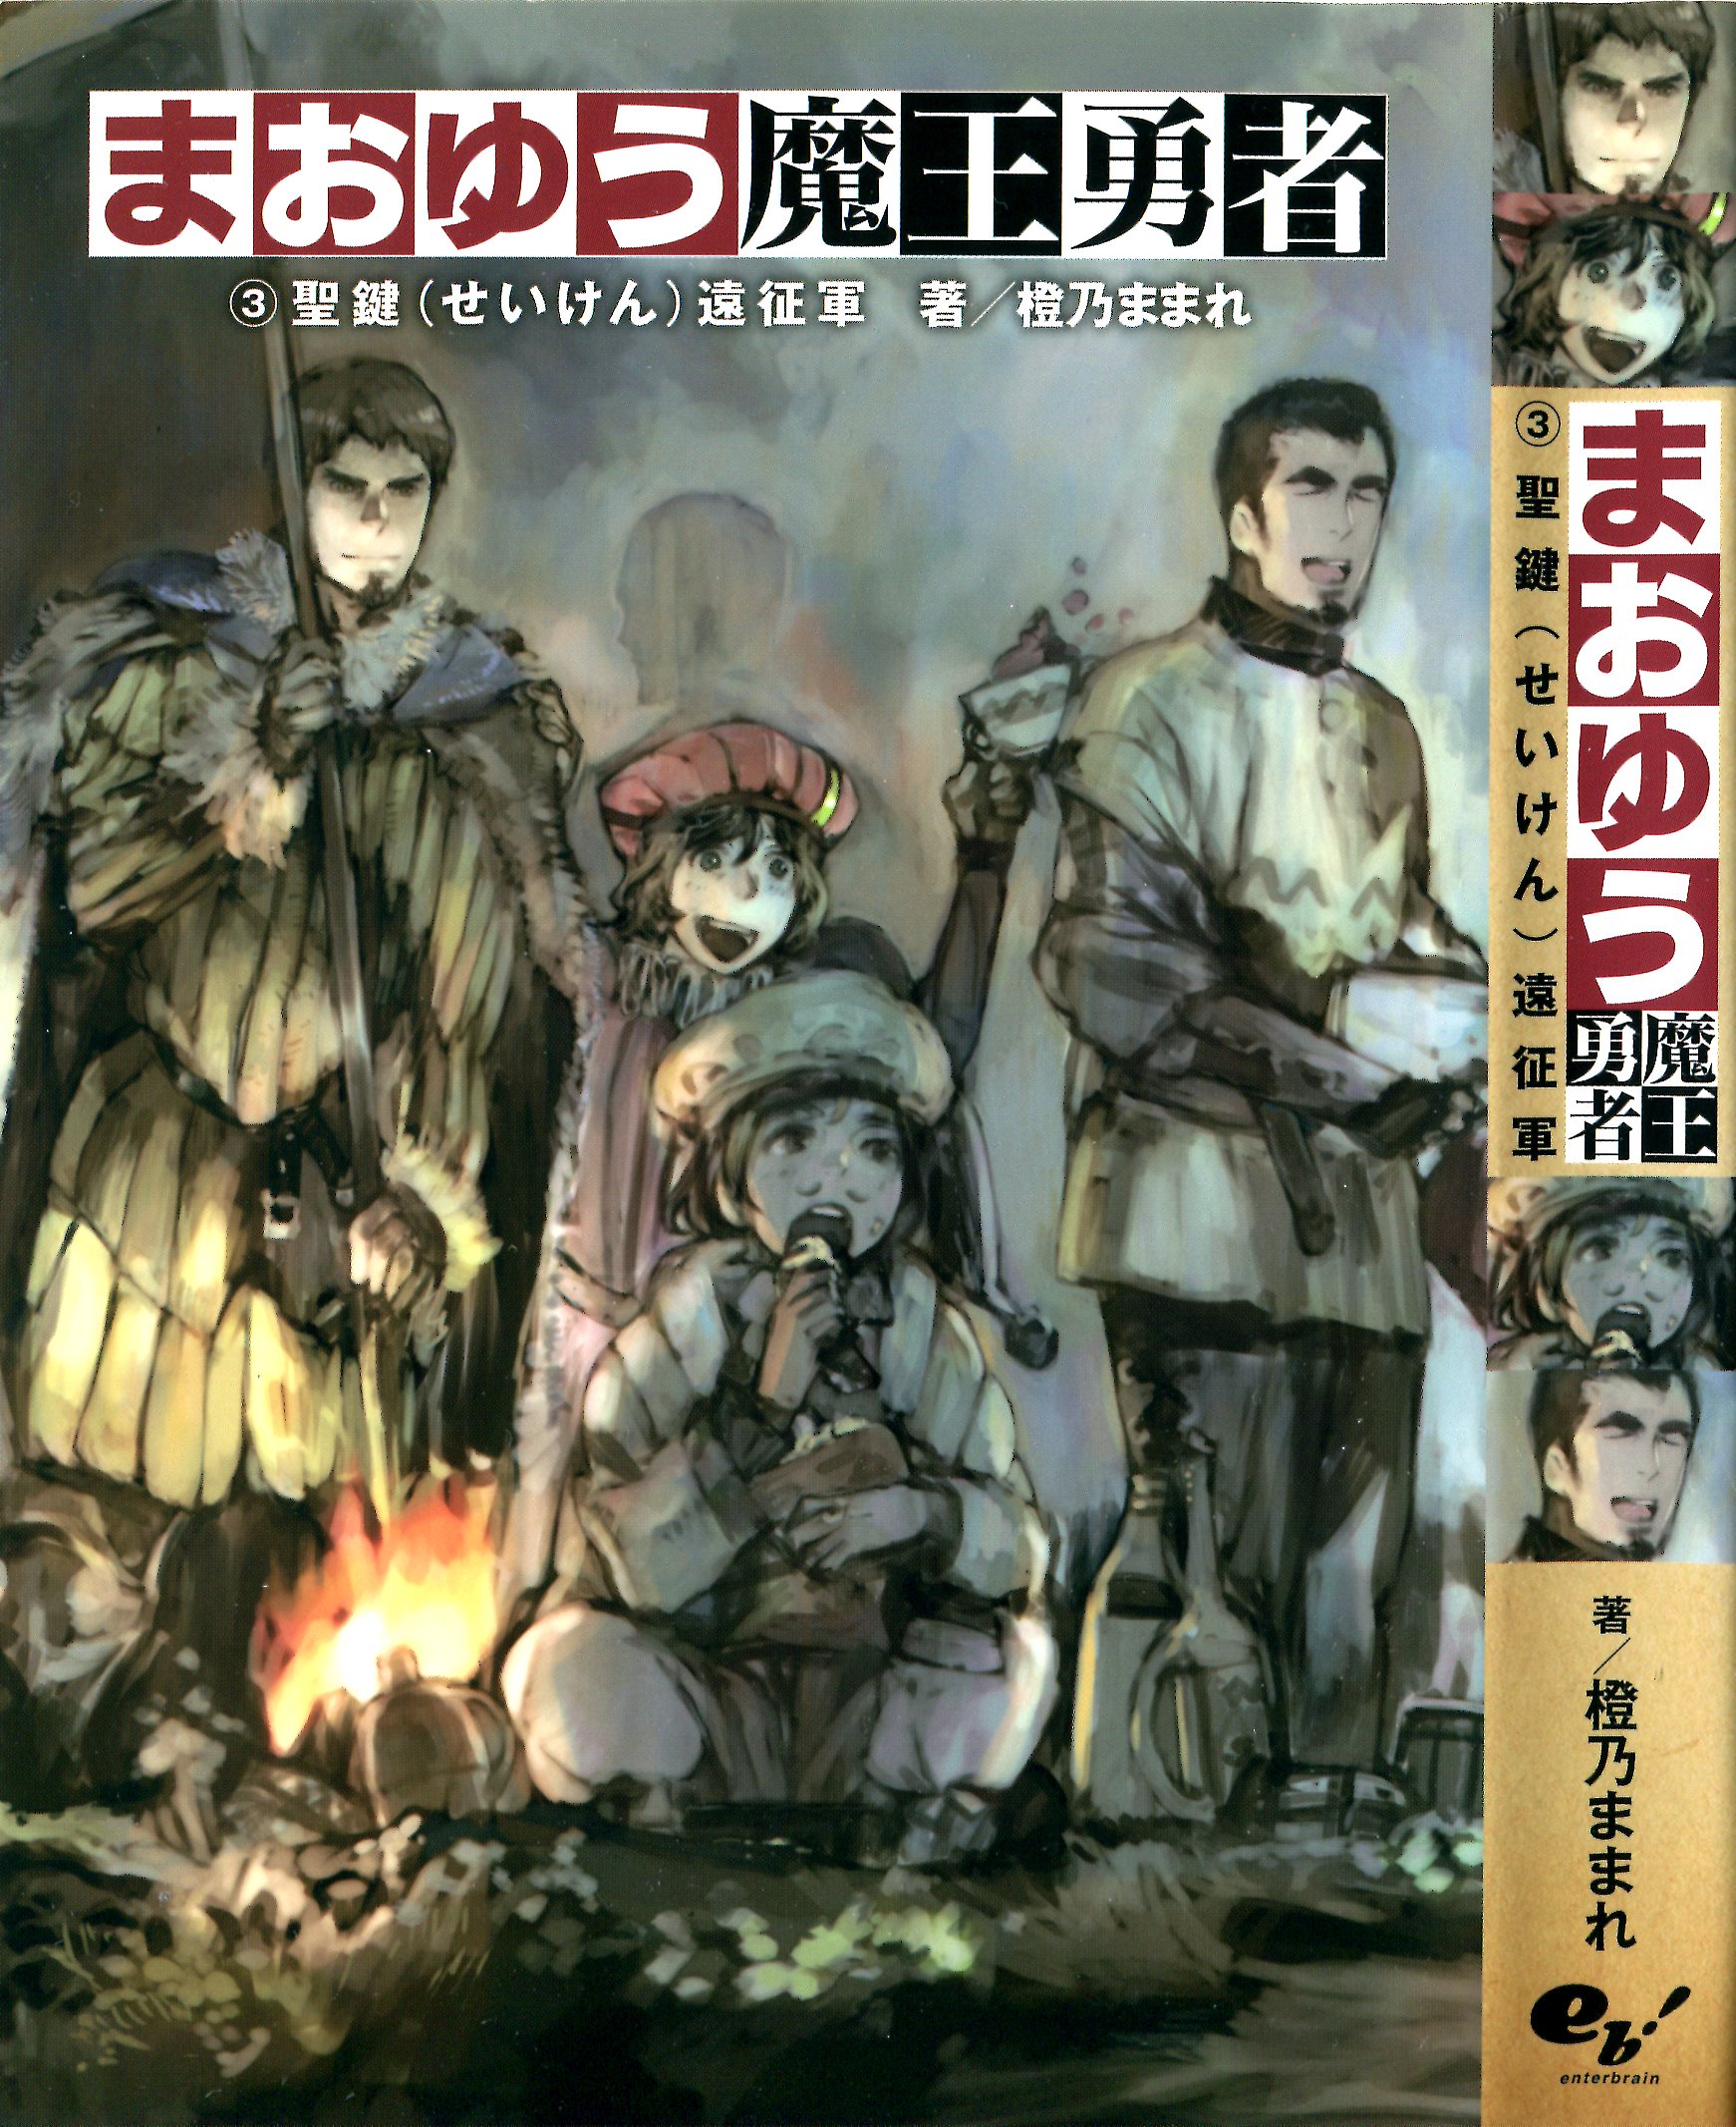 まおゆう魔王勇者
③聖鍵（せいけん）遠征軍 著／橙乃ままれ
③聖鍵（せいけん）遠征軍
まおゆう
魔王
勇者
著／橙乃ままれ
eb!
enterbrain